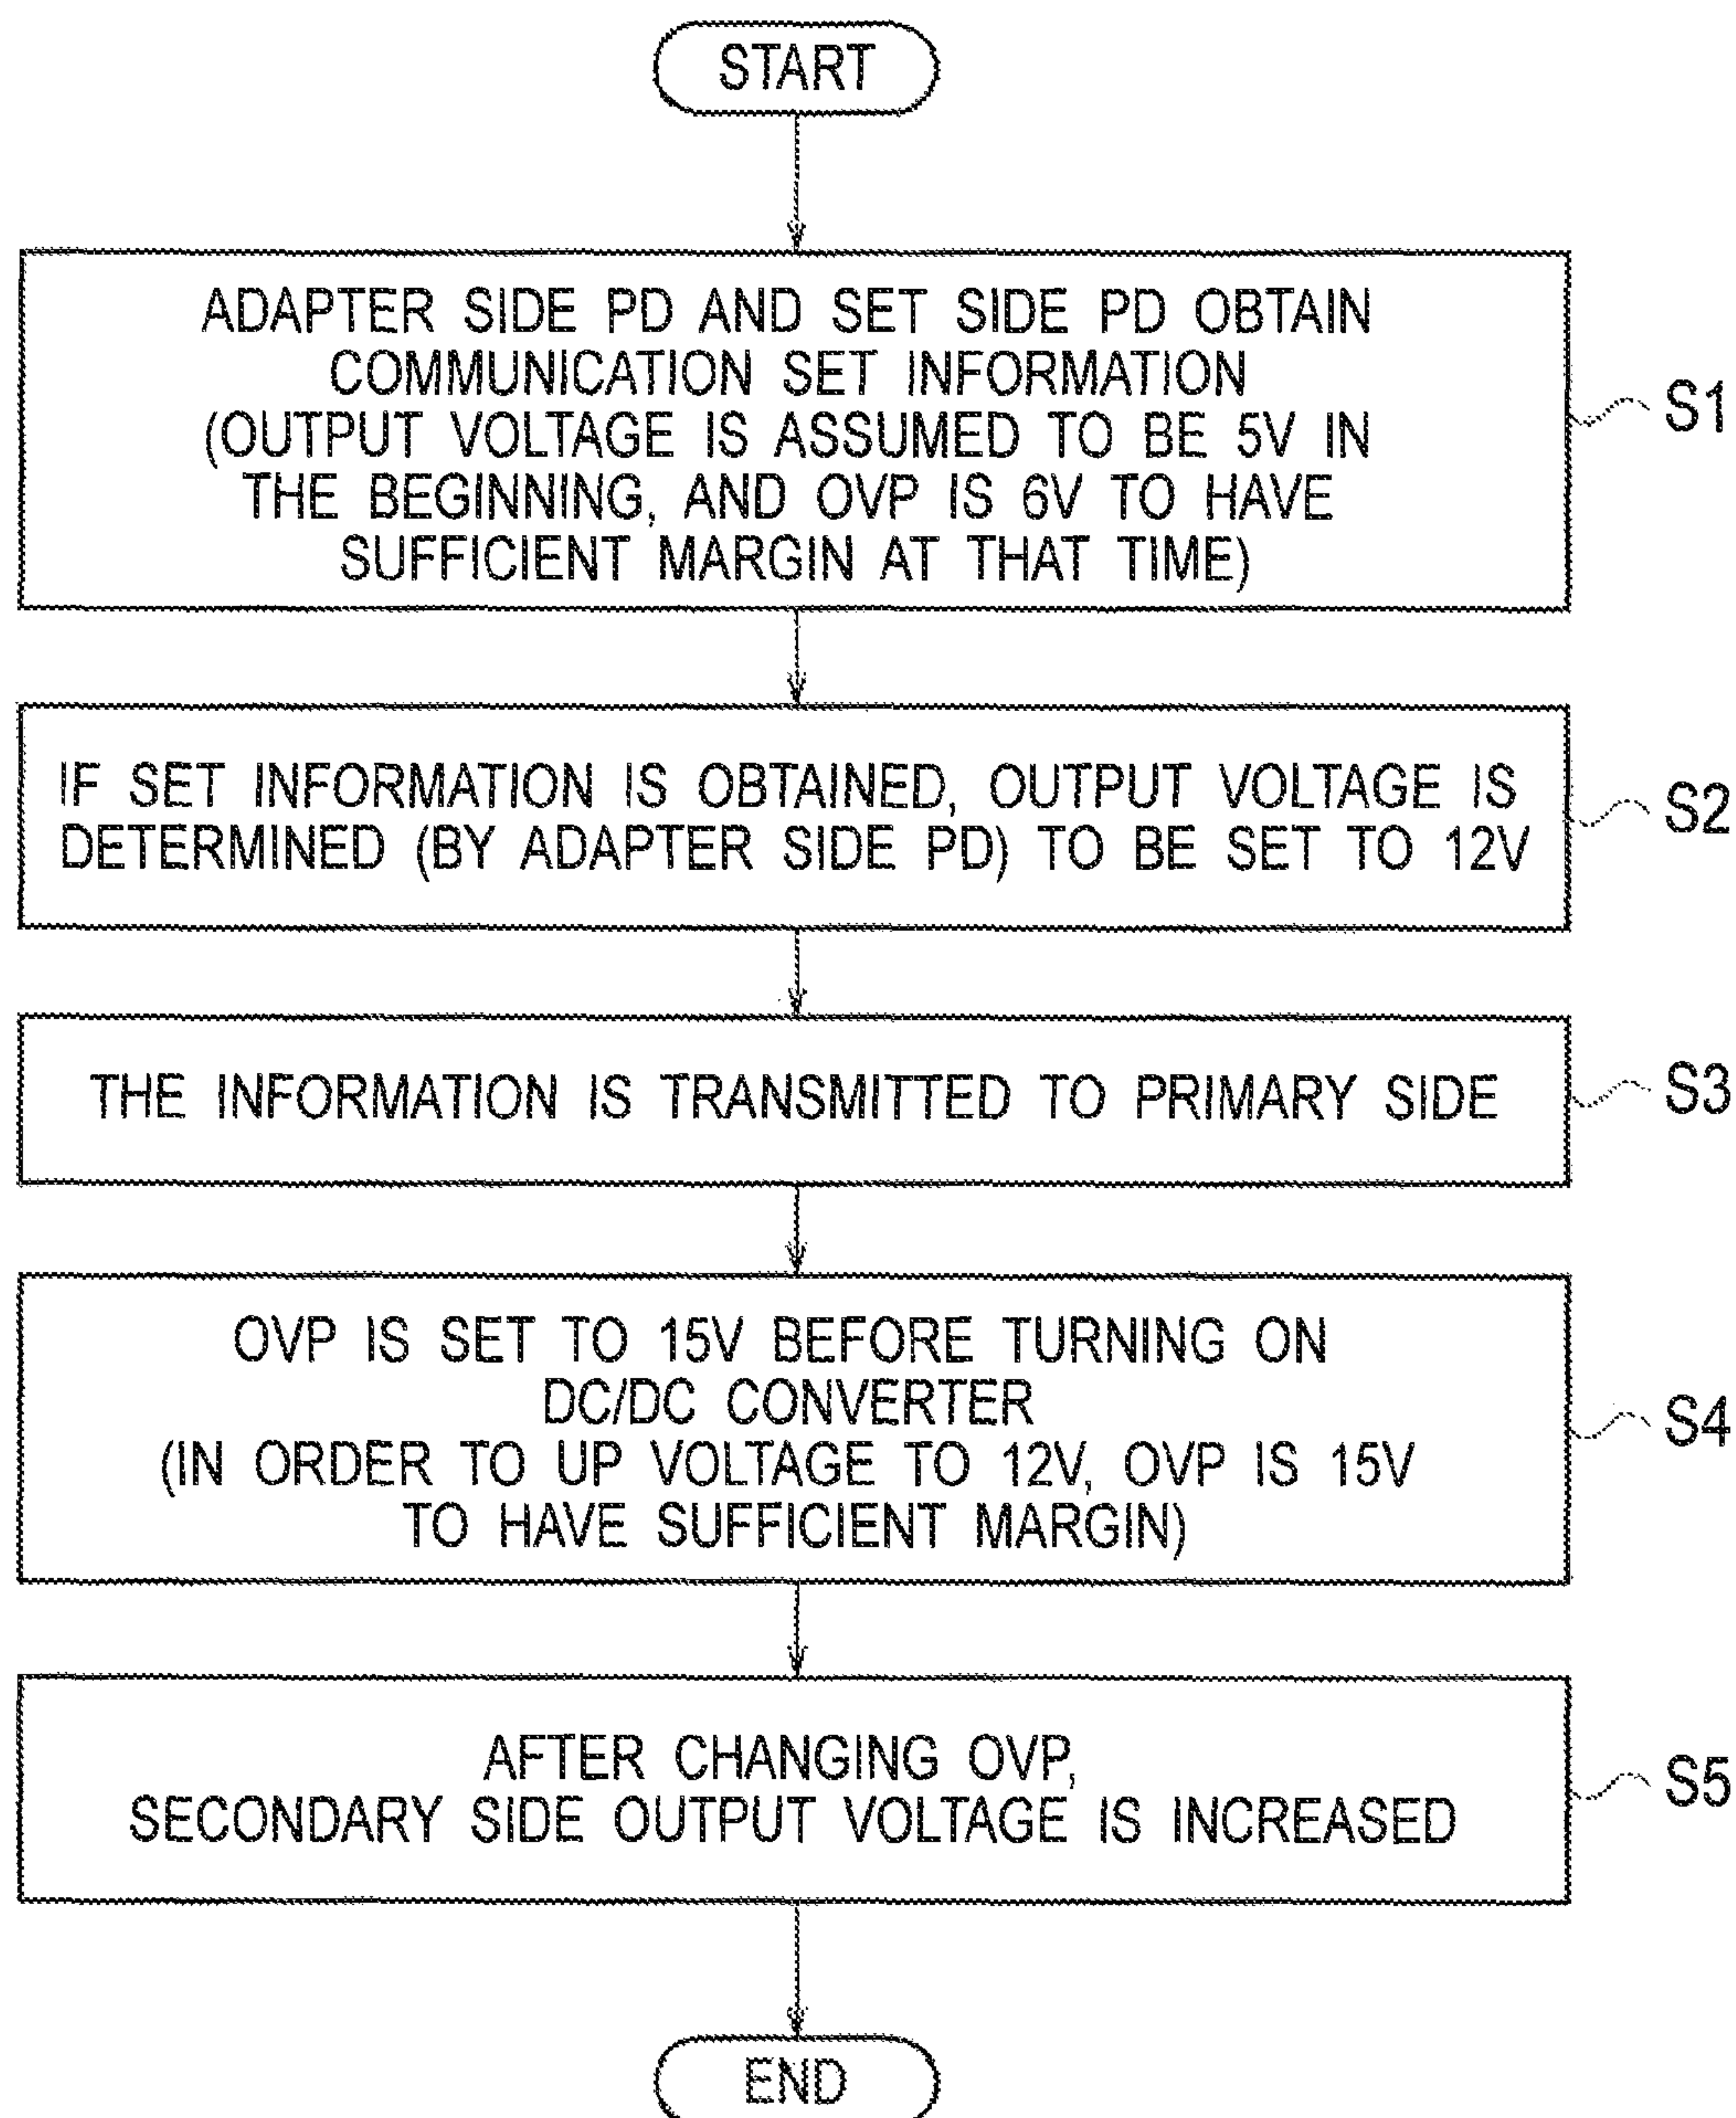 START
ADAPTER SIDE PD AND SET SIDE PD OBTAIN
COMMUNICATION SET INFORMATION
(OUTPUT VOLTAGE IS ASSUMED TO BE 5V IN
THE BEGINNING, AND OVP IS 6V TO HAVE
SUFFICIENT MARGIN AT THAT TIME)
S1
IF SET INFORMATION IS OBTAINED, OUTPUT VOLTAGE IS
DETERMINED (BY ADAPTER SIDE PD) TO BE SET TO 12V
S2
THE INFORMATION IS TRANSMITTED TO PRIMARY SIDE
S3
OVP IS SET TO 15V BEFORE TURNING ON
DC/DC CONVERTER
(IN ORDER TO UP VOLTAGE TO 12V, OVP IS 15V
TO HAVE SUFFICIENT MARGIN)
S4
AFTER CHANGING OVP,
SECONDARY SIDE OUTPUT VOLTAGE IS INCREASED
S5
END